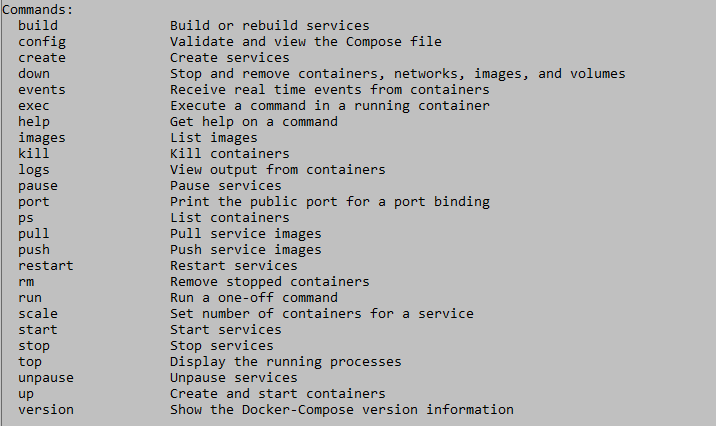 Commands:
  build              Build or rebuild services
  config             Validate and view the Compose file
  create             Create services
  down               Stop and remove containers, networks, images, and volumes
  events             Receive real time events from containers
  exec               Execute a command in a running container
  help               Get help on a command
  images             List images
  kill               Kill containers
  logs               View output from containers
  pause              Pause services
  port               Print the public port for a port binding
  ps                 List containers
  pull               Pull service images
  push               Push service images
  restart            Restart services
  rm                 Remove stopped containers
  run                Run a one-off command
  scale              Set number of containers for a service
  start              Start services
  stop               Stop services
  top                Display the running processes
  unpause            Unpause services
  up                 Create and start containers
  version            Show the Docker-Compose version information